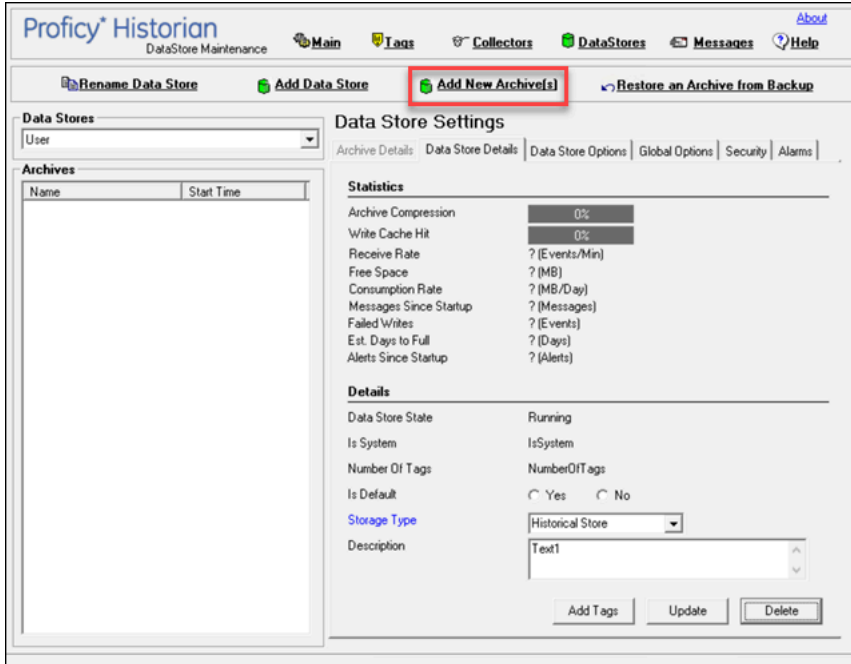 About
Proficy* Historian
DataStore Maintenance
Main Tags Collectors DataStores Messages Help
Rename Data Store Add Data Store Add New Archive(s) Restore an Archive from Backup
Data Stores
User
Data Store Settings
Archive Details Data Store Details Data Store Options Global Options Security Alarms
Archives
Name Start Time
Statistics
Archive Compression 0%
Write Cache Hit 0%
Receive Rate ? (Events/Min)
Free Space ? (MB)
Consumption Rate ? (MB/Day)
Messages Since Startup ? (Messages)
Failed Writes ? (Events)
Est. Days to Full ? (Days)
Alerts Since Startup ? (Alerts)
Details
Data Store State Running
Is System IsSystem
Number Of Tags NumberOfTags
Is Default Yes No
Storage Type Historical Store
Description Text1
Add Tags Update Delete